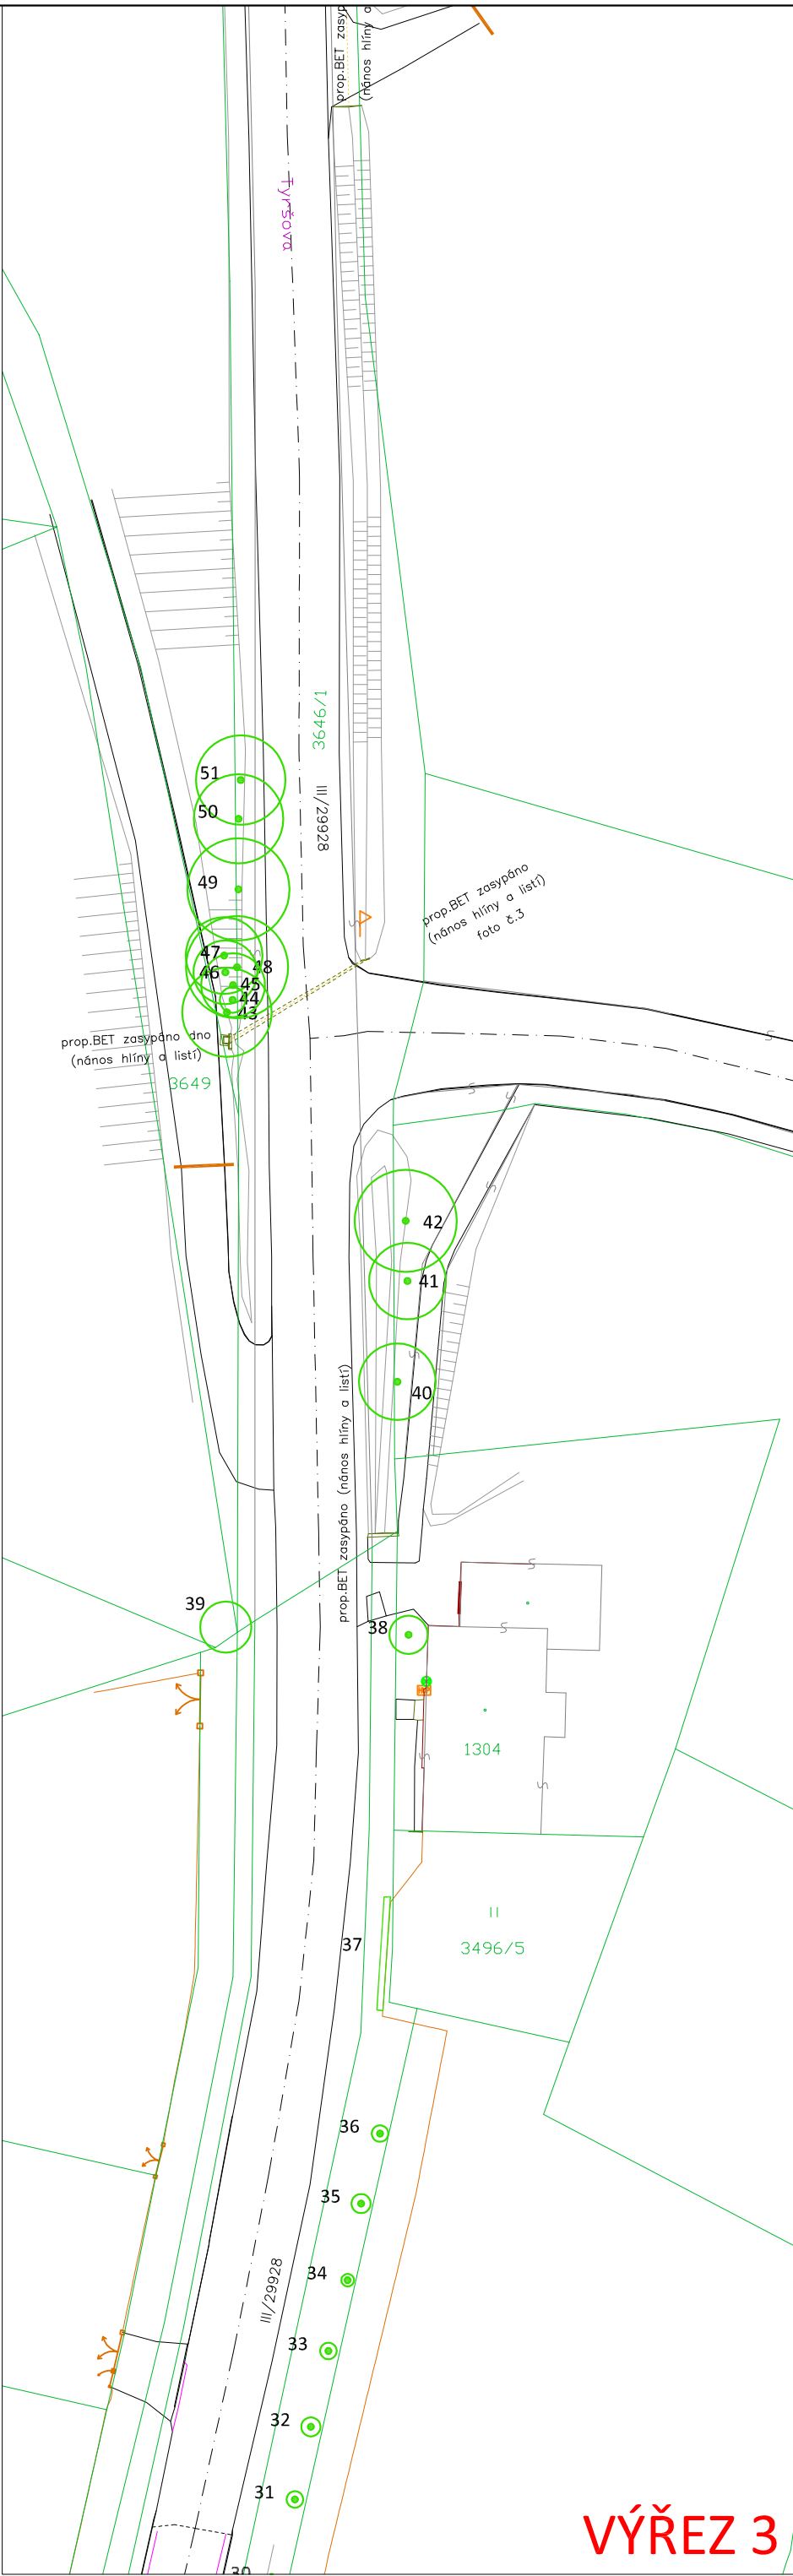 prop.BET zasyp
(nános hlíny a
Tyršova
3646/1
III/29928
51
50
49
prop.BET zasypáno
(nános hlíny a listí)
foto č.3
47
46
48
45
44
43
prop.BET zasypáno dno
(nános hlíny a listí)
3649
42
41
40
prop.BET zasypáno (nános hlíny a listí)
39
38
1304
II
37
3496/5
36
35
34
III/29928
33
32
31
30
VÝŘEZ 3